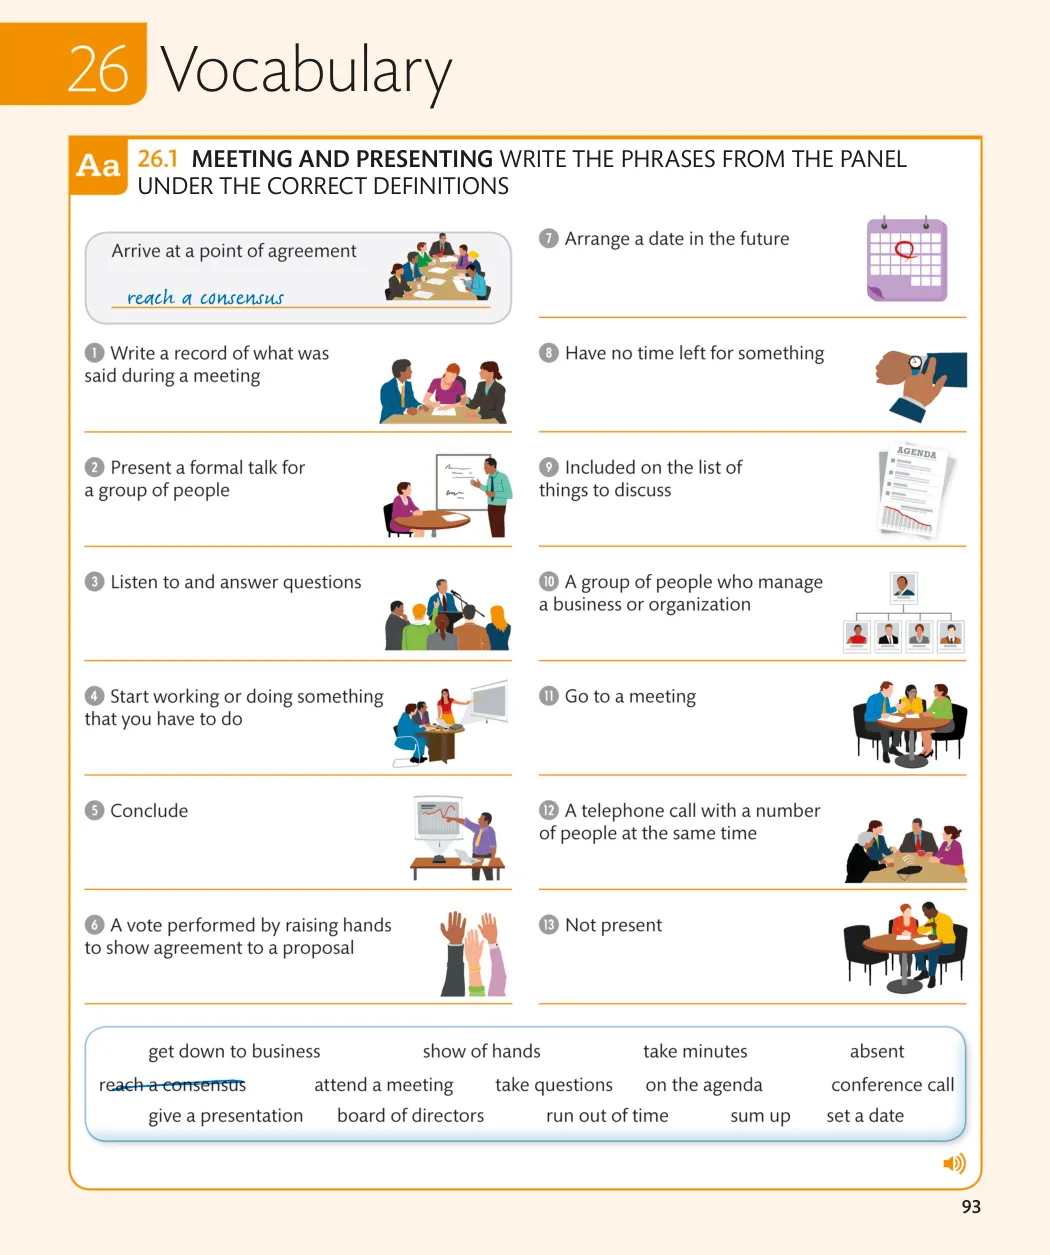 26 Vocabulary
Aa 26.1 MEETING AND PRESENTING WRITE THE PHRASES FROM THE PANEL
UNDER THE CORRECT DEFINITIONS
Arrive at a point of agreement
reach a consensus
1 Write a record of what was
said during a meeting
2 Present a formal talk for
a group of people
3 Listen to and answer questions
4 Start working or doing something
that you have to do
5 Conclude
6 A vote performed by raising hands
to show agreement to a proposal
7 Arrange a date in the future
8 Have no time left for something
9 Included on the list of
things to discuss
AGENDA
10 A group of people who manage
a business or organization
11 Go to a meeting
12 A telephone call with a number
of people at the same time
13 Not present
get down to business show of hands take minutes absent
reach a consensus attend a meeting take questions on the agenda conference call
give a presentation board of directors run out of time sum up set a date
93